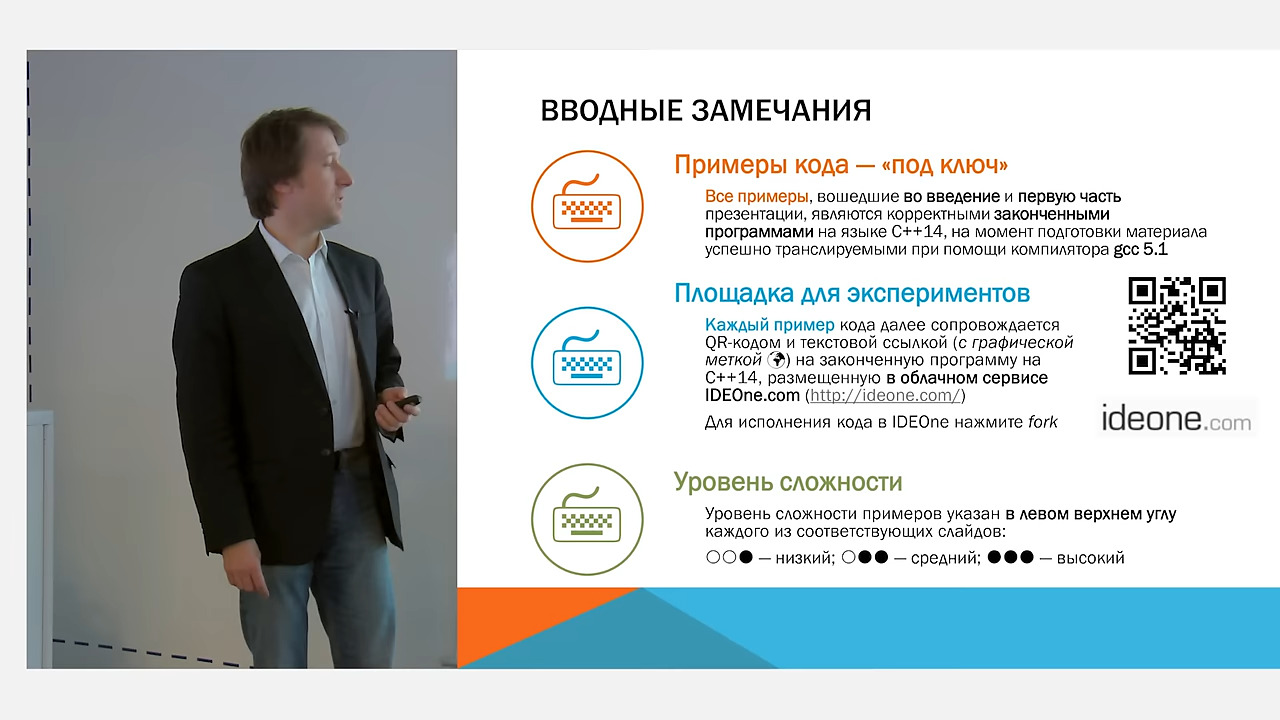 ВВОДНЫЕ ЗАМЕЧАНИЯ
Примеры кода — «под ключ»
Все примеры, вошедшие во введение и первую часть
презентации, являются корректными законченными
программами на языке C++14, на момент подготовки материала
успешно транслируемыми при помощи компилятора gcc 5.1
Площадка для экспериментов
Каждый пример кода далее сопровождается
QR-кодом и текстовой ссылкой (с графической
меткой ) на законченную программу на
C++14, размещенную в облачном сервисе
IDEOne.com (http://ideone.com/)
Для исполнения кода в IDEOne нажмите fork
ideone.com
Уровень сложности
Уровень сложности примеров указан в левом верхнем углу
каждого из соответствующих слайдов:
○○● — низкий; ○●● — средний; ●●● — высокий